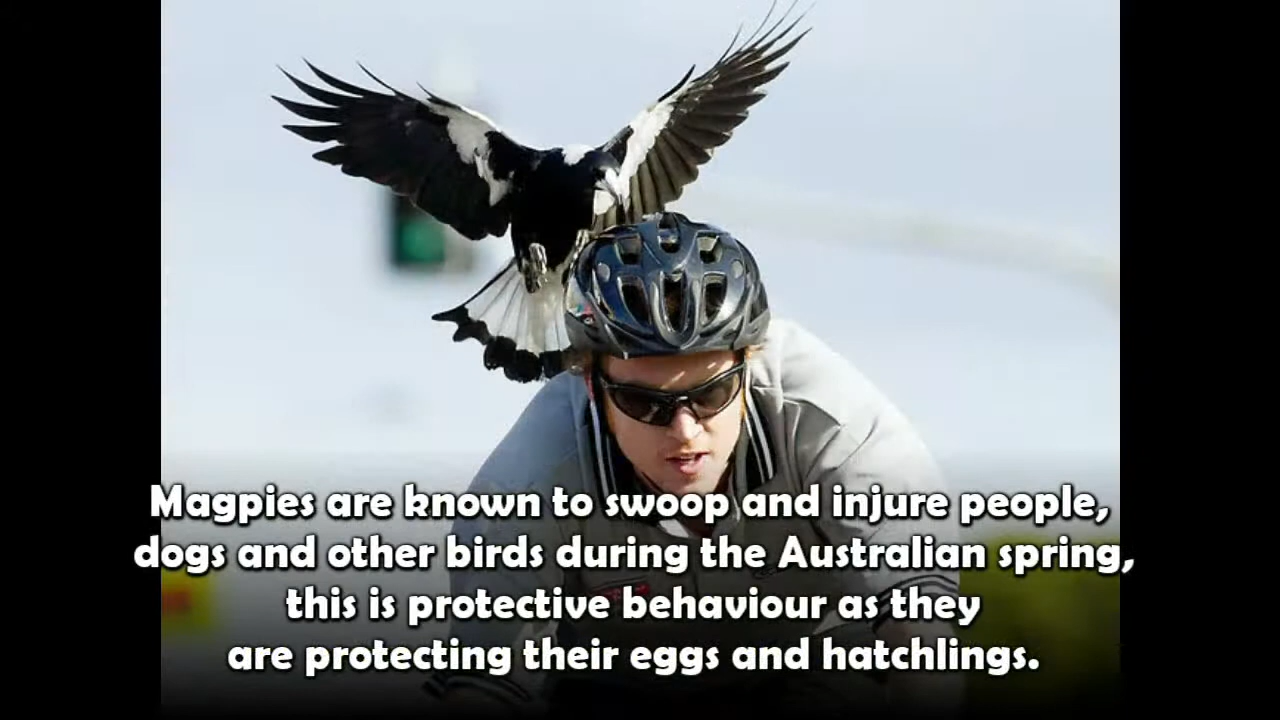 Magpies are known to swoop and injure people,
dogs and other birds during the Australian spring,
this is protective behaviour as they
are protecting their eggs and hatchlings.